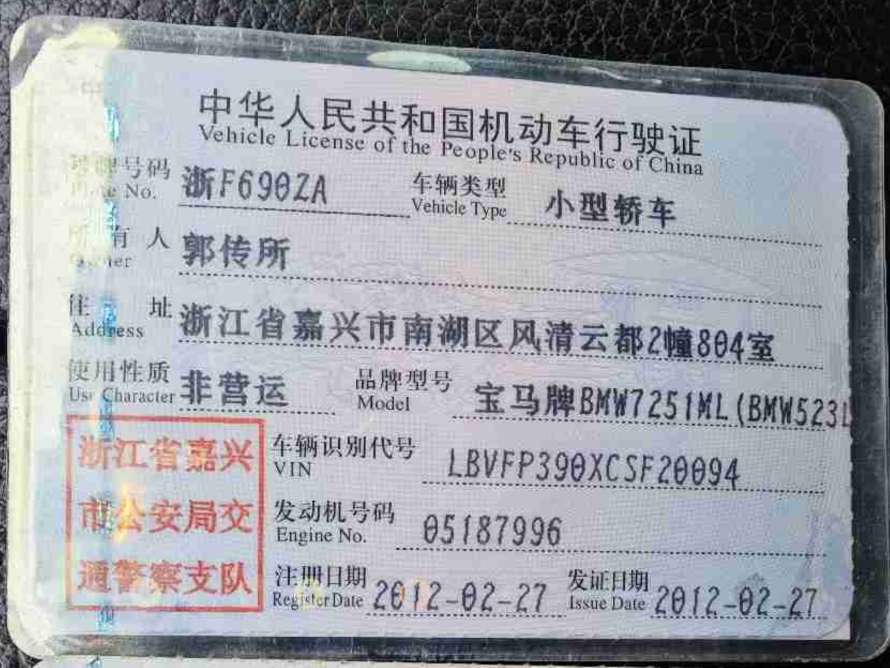 中华人民共和国机动车行驶证
Vehicle License of the People's Republic of China
号牌号码 浙F690ZA 车辆类型 小型轿车
Plate No. Vehicle Type
所有人 郭传所
Owner
住址 浙江省嘉兴市南湖区风清云都2幢804室
Address
使用性质 非营运 品牌型号 宝马牌BMW7251ML(BMW523L
Use Character Model
浙江省嘉兴
市公安局交
通警察支队
车辆识别代号 LBVFP390XCSF20094
VIN
发动机号码 05187996
Engine No.
注册日期 2012-02-27 发证日期 2012-02-27
Register Date Issue Date